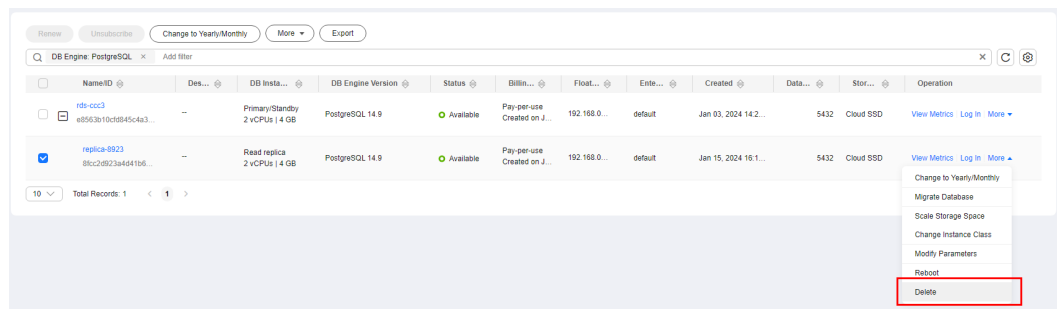 Renew Unsubscribe Change to Yearly/Monthly More Export
DB Engine: PostgreSQL × Add filter
Name/ID Des... DB Insta... DB Engine Version Status Billin... Float... Ente... Created Data... Stor... Operation
rds-ccc3
e8563b10cfd845c4a3...
--
Primary/Standby
2 vCPUs | 4 GB
PostgreSQL 14.9
Available
Pay-per-use
Created on J...
192.168.0...
default
Jan 03, 2024 14:2...
5432
Cloud SSD
View Metrics Log In More
replica-8923
8fcc2d923a4d41b6...
--
Read replica
2 vCPUs | 4 GB
PostgreSQL 14.9
Available
Pay-per-use
Created on J...
192.168.0...
default
Jan 15, 2024 16:1...
5432
Cloud SSD
View Metrics Log In More
10 Total Records: 1 < 1 >
Change to Yearly/Monthly
Migrate Database
Scale Storage Space
Change Instance Class
Modify Parameters
Reboot
Delete